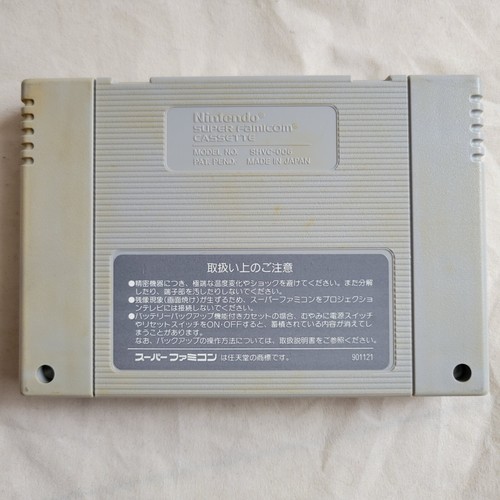 Nintendo®
SUPER Famicom®
CASSETTE
MODEL NO. SHVC-006
PAT. PEND. MADE IN JAPAN
取扱い上のご注意
●精密機器につき、極端な温度変化やショックを避けてください。また分解
したり、端子部を汚したりしないでください。
●残像現象(画面焼け)が生ずるため、スーパーファミコンをプロジェクショ
ンテレビには接続しないでください。
●バッテリーバックアップ機能付きカセットの場合、むやみに電源スイッチ
やリセットスイッチをON・OFFすると、蓄積されている内容が消えてし
まうことがあります。
なお、バックアップの操作方法については、取扱説明書をご参照ください。
スーパーファミコン は任天堂の商標です。 901121